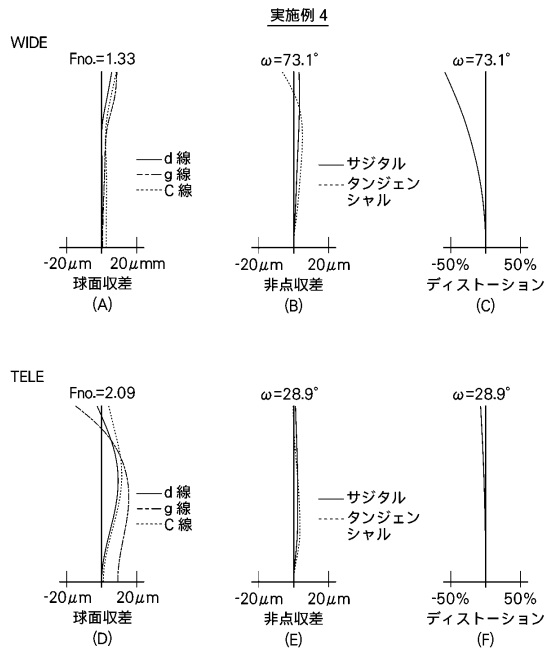 実施例 4
WIDE
Fno.=1.33
ω=73.1°
ω=73.1°
d 線
g 線
C 線
サジタル
タンジェン
シャル
-20μm 20μmm
球面収差
(A)
-20μm 20μm
非点収差
(B)
-50% 50%
ディストーション
(C)
TELE
Fno.=2.09
ω=28.9°
ω=28.9°
d 線
g 線
C 線
サジタル
タンジェン
シャル
-20μm 20μm
球面収差
(D)
-20μm 20μm
非点収差
(E)
-50% 50%
ディストーション
(F)